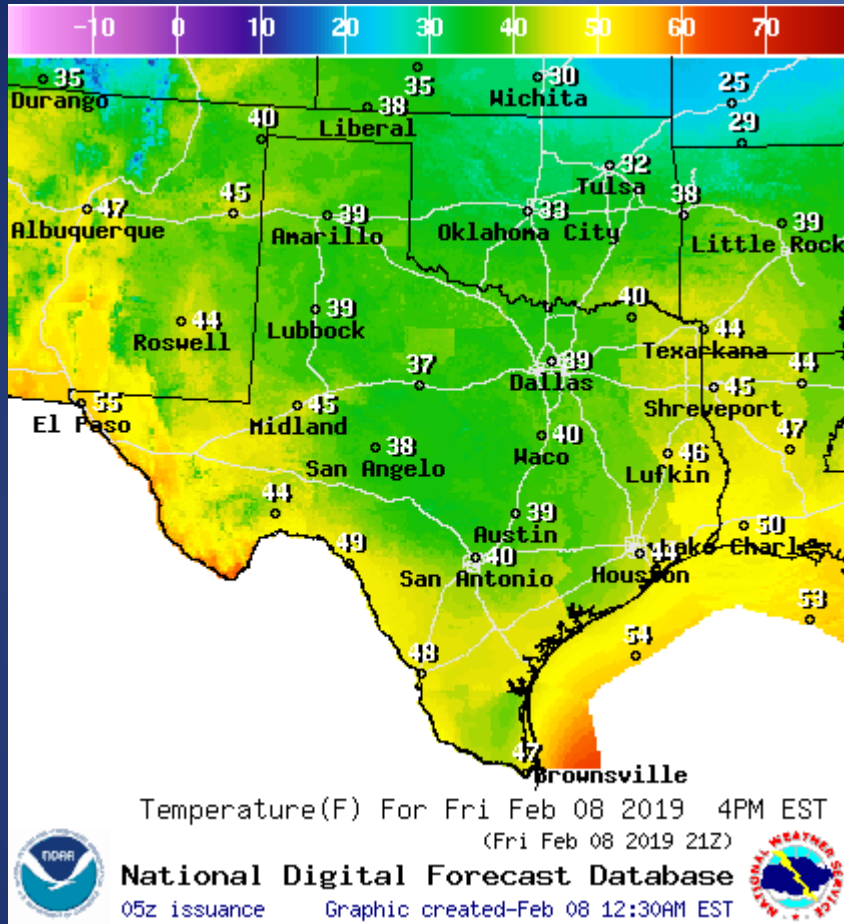 -10 0 10 20 30 40 50 60 70
35 35 30 25
Durango 38 Wichita
Liberal
40 29
32
Tulsa
47 45 39 33 38 39
Albuquerque Amarillo Oklahoma City Little Rock
44 39 40 44
Roswell Lubbock Texarkana
37 39 44
Dallas 45
55 45 Shreveport
El Paso Midland
38 40 46 47
San Angelo Waco Lufkin
44 39 50
Austin
49 40 44 Lake Charles
San Antonio Houston
53
54
48
47
Brownsville
Temperature(F) For Fri Feb 08 2019 4PM EST
(Fri Feb 08 2019 21Z)
National Digital Forecast Database
05z issuance Graphic created-Feb 08 12:30AM EST
NOAA
NATIONAL WEATHER SERVICE